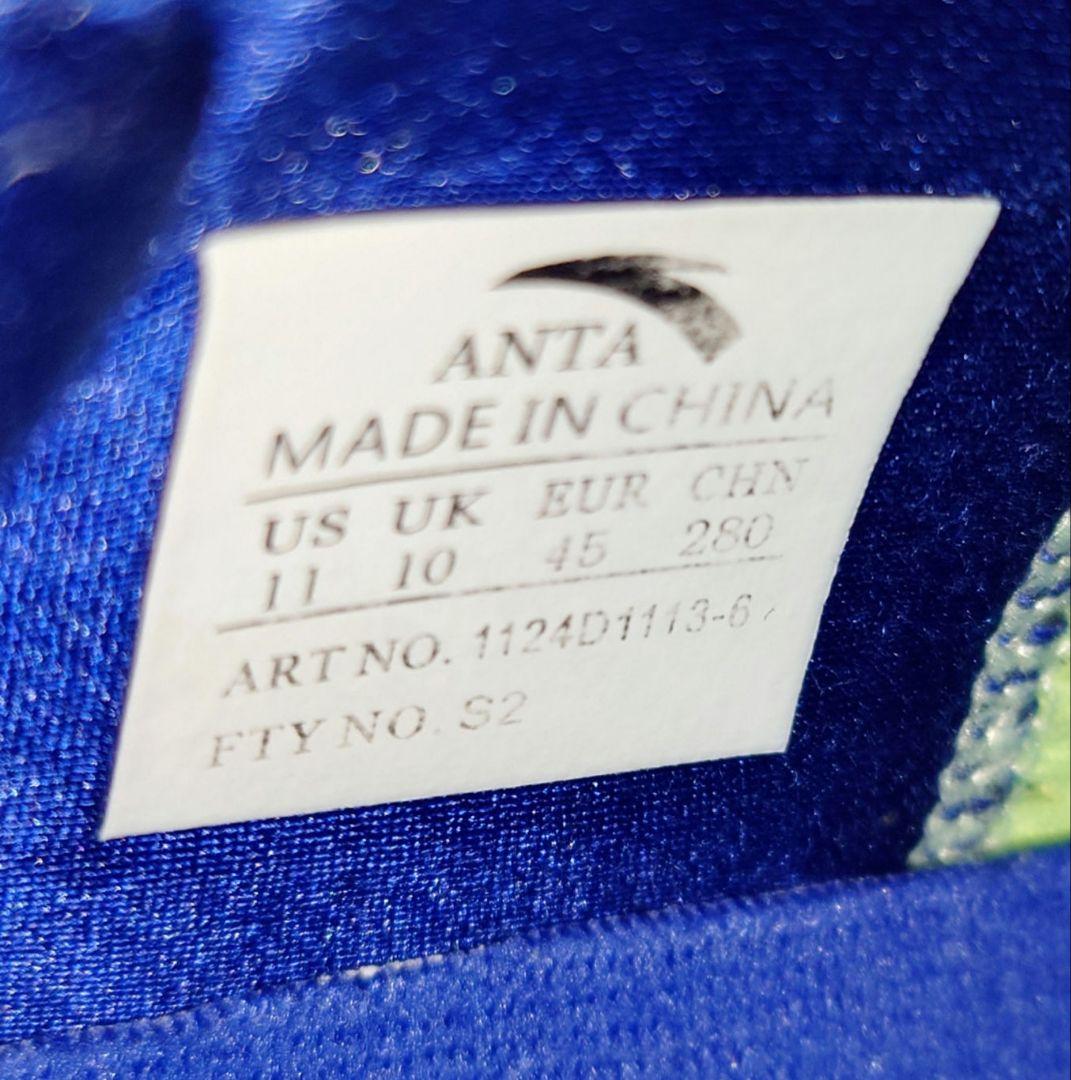 ANTA
MADE IN CHINA
US UK EUR CHN
11 10 45 280
ART NO. 1124D1113-6
FTY NO. S2